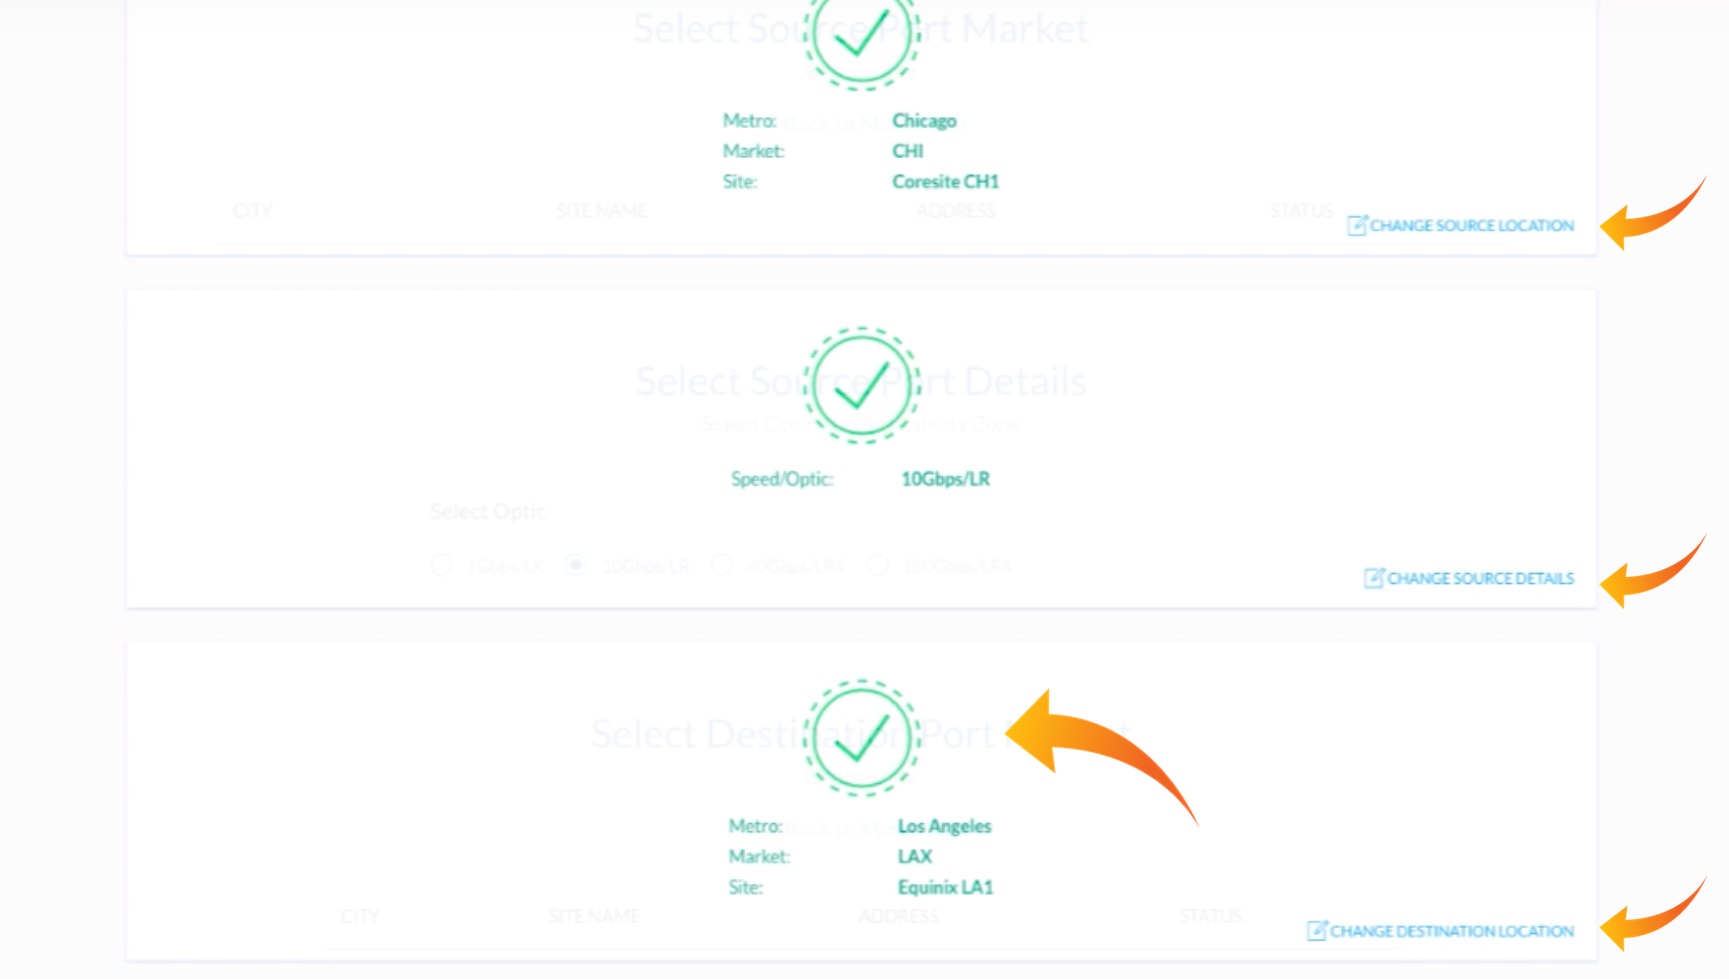 Select Source Port Market
Metro: Chicago
Market: CHI
Site: Coresite CH1
CITY SITE NAME ADDRESS STATUS
CHANGE SOURCE LOCATION
Select Source Port Details
Speed/Optic: 10Gbps/LR
Select Optic
1Gbps/LX 10Gbps/LR 40Gbps/LR4 100Gbps/LR4
CHANGE SOURCE DETAILS
Select Destination Port
Metro: Los Angeles
Market: LAX
Site: Equinix LA1
CITY SITE NAME ADDRESS STATUS
CHANGE DESTINATION LOCATION